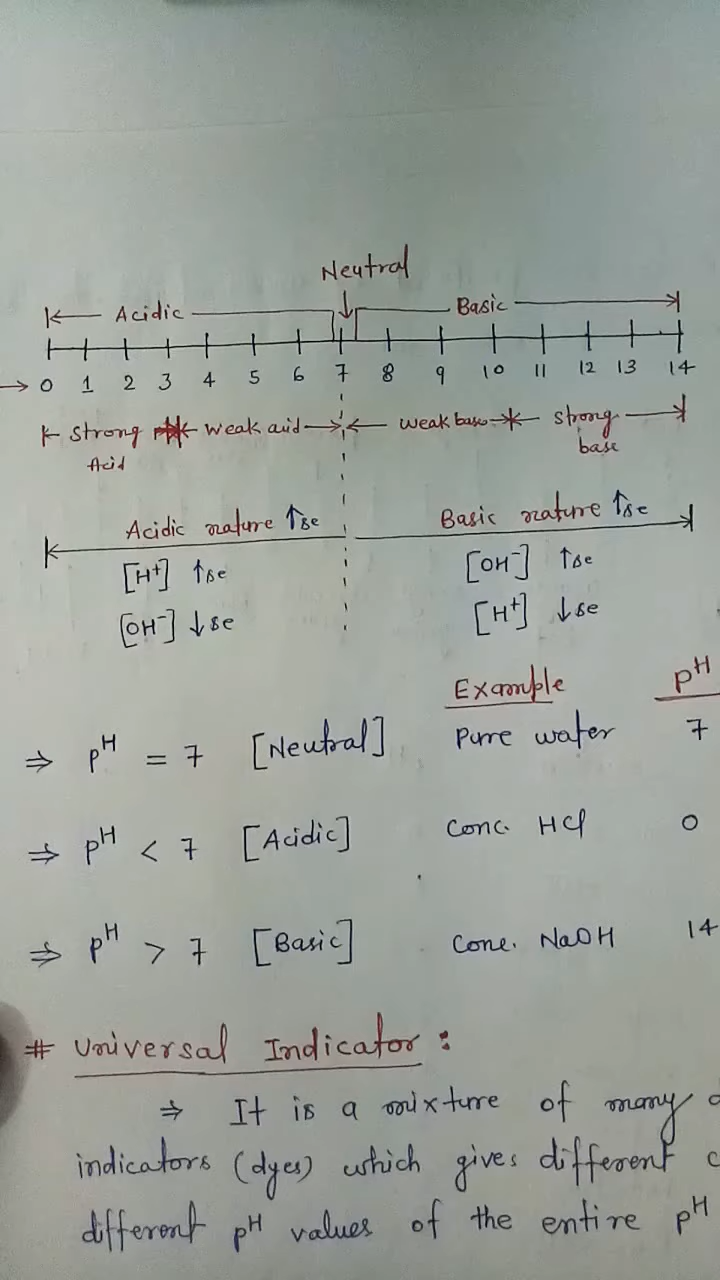 Neutral
Acidic Basic
→ 0 1 2 3 4 5 6 7 8 9 10 11 12 13 14
strong weak acid weak base strong
Acid base
Acidic nature ↑se Basic nature ↑se
[H⁺] ↑se [OH⁻] ↑se
[OH⁻] ↓se [H⁺] ↓se
Example pH
⇒ pH = 7 [Neutral] Pure water 7
⇒ pH < 7 [Acidic] Conc. HCl 0
⇒ pH > 7 [Basic] Conc. NaOH 14
# Universal Indicator :
⇒ It is a mixture of many
indicators (dyes) which gives different
different pH values of the entire pH